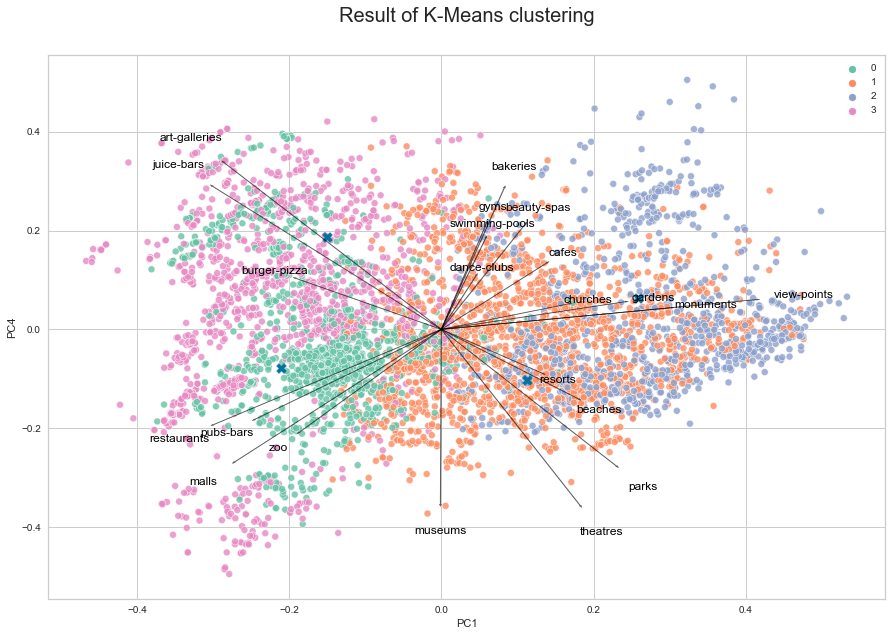 Result of K-Means clustering
0
1
2
3
art-galleries
juice-bars
bakeries
gyms
beauty-spas
swimming-pools
cafes
burger-pizza
dance-clubs
churches
gardens
view-points
monuments
resorts
beaches
pubs-bars
restaurants
zoo
malls
parks
museums
theatres
0.4
0.2
0.0
−0.2
−0.4
PC4
−0.4
−0.2
0.0
0.2
0.4
PC1